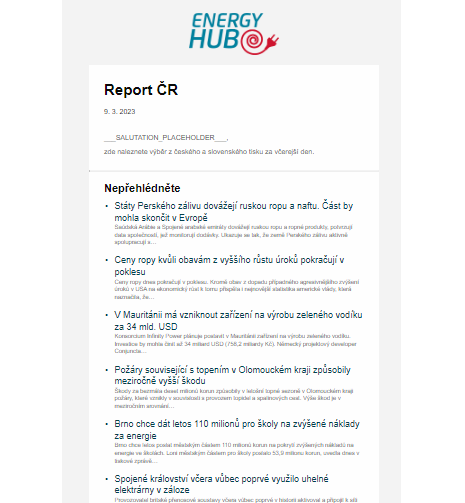 ENERGY
HUB
Report ČR
9. 3. 2023
___SALUTATION_PLACEHOLDER___,
zde naleznete výběr z českého a slovenského tisku za včerejší den.
Nepřehlédněte
• Státy Perského zálivu dovážejí ruskou ropu a naftu. Část by
mohla skončit v Evropě
Saúdská Arábie a Spojené arabské emiráty dovážejí ruskou ropu a ropné produkty, potvrzují
data společností, jež monitorují dodávky. Ukazuje se tak, že země Perského zálivu aktivně
spolupracují s...
• Ceny ropy kvůli obavám z vyššího růstu úroků pokračují v
poklesu
Ceny ropy dnes pokračují v poklesu. Kromě obav z dopadu případného agresivnějšího zvýšení
úroků v USA na ekonomický růst k tomu přispěla i nejnovější statistika americké vlády, která
naznačila, že...
• V Mauritánii má vzniknout zařízení na výrobu zeleného vodíku
za 34 mld. USD
Konsorcium Infinity Power plánuje postavit v Mauritánii zařízení na výrobu zeleného vodíku.
Investice by mohla činit až 34 miliard USD (758,2 miliardy Kč). Německý projektový developer
Conjuncta...
• Požáry související s topením v Olomouckém kraji způsobily
meziročně vyšší škodu
Škody za bezmála deset milionů korun způsobily v letošní topné sezoně v Olomouckém kraji
požáry, které vznikly v souvislosti s provozem topidel a spalinových cest. Výše škod je v
meziročním srovnání...
• Brno chce dát letos 110 milionů pro školy na zvýšené náklady
za energie
Brno chce letos poslat městským částem 110 milionů korun na pokrytí zvýšených nákladů na
energie ve školách. Loni městským částem pro školy poslalo 53,9 milionu korun, uvedla dnes v
tiskové zprávě...
• Spojené království včera vůbec poprvé využilo uhelné
elektrárny v záloze
Provozovatel britské přenosové soustavy včera vůbec poprvé v historii aktivoval a připojil k síti